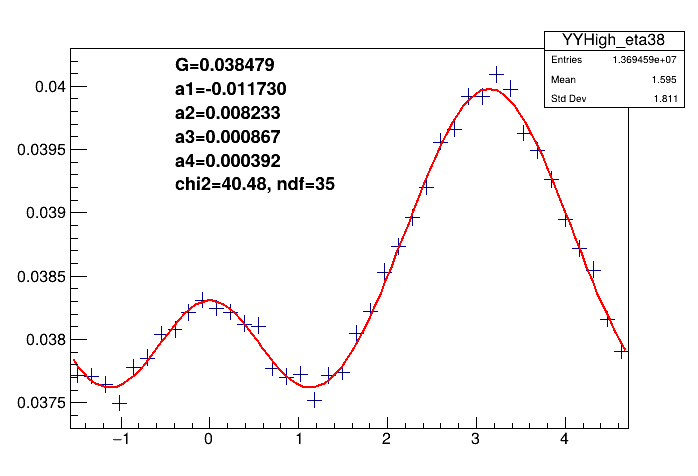 YYHigh_eta38
Entries 1.369459e+07
Mean 1.595
Std Dev 1.811
G=0.038479
a1=-0.011730
a2=0.008233
a3=0.000867
a4=0.000392
chi2=40.48, ndf=35
0.04
0.0395
0.039
0.0385
0.038
0.0375
−1 0 1 2 3 4